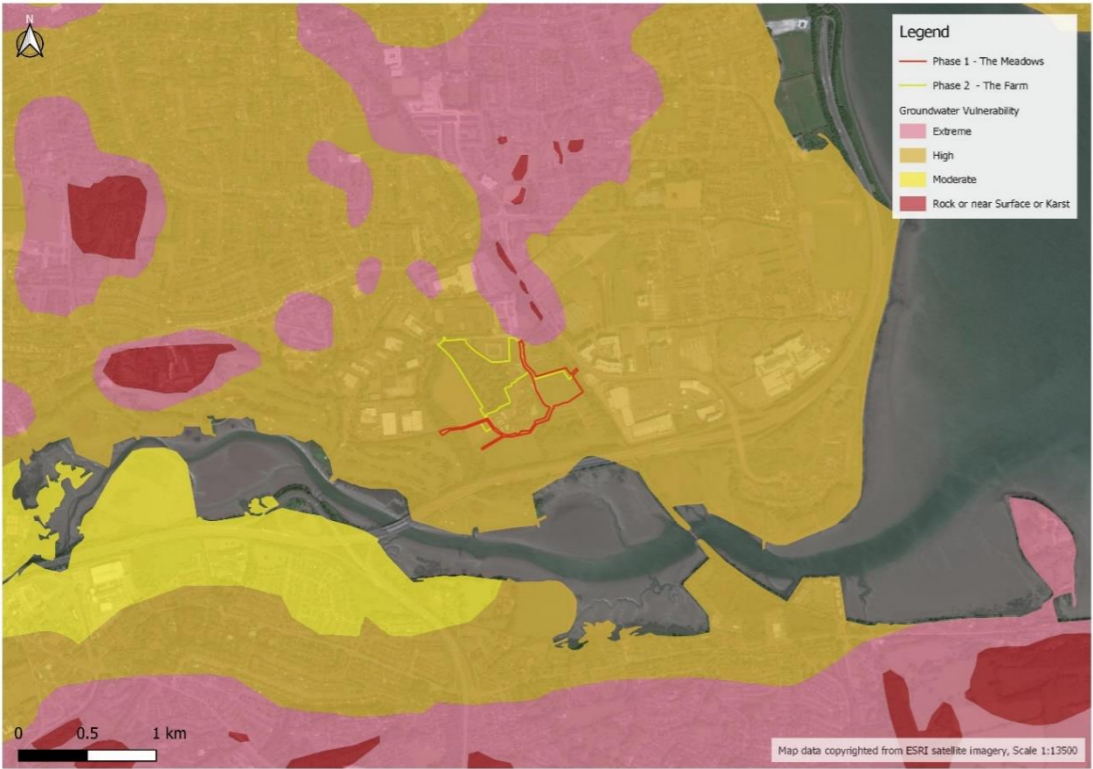 N
Legend
Phase 1 - The Meadows
Phase 2 - The Farm
Groundwater Vulnerability
Extreme
High
Moderate
Rock or near Surface or Karst
0 0.5 1 km
Map data copyrighted from ESRI satellite imagery, Scale 1:13500